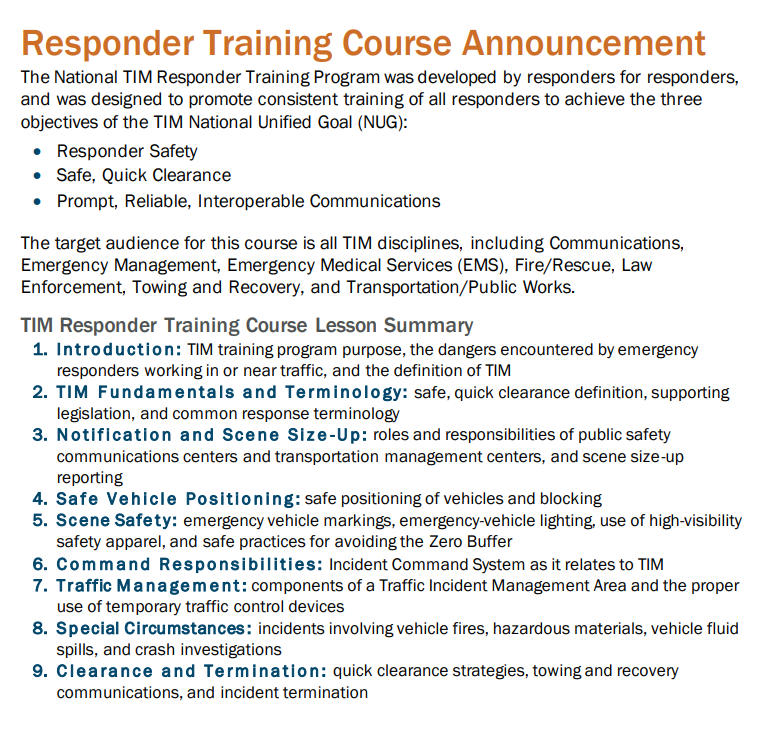 Responder Training Course Announcement
The National TIM Responder Training Program was developed by responders for responders,
and was designed to promote consistent training of all responders to achieve the three
objectives of the TIM National Unified Goal (NUG):
• Responder Safety
• Safe, Quick Clearance
• Prompt, Reliable, Interoperable Communications
The target audience for this course is all TIM disciplines, including Communications,
Emergency Management, Emergency Medical Services (EMS), Fire/Rescue, Law
Enforcement, Towing and Recovery, and Transportation/Public Works.
TIM Responder Training Course Lesson Summary
1. Introduction: TIM training program purpose, the dangers encountered by emergency
responders working in or near traffic, and the definition of TIM
2. TIM Fundamentals and Terminology: safe, quick clearance definition, supporting
legislation, and common response terminology
3. Notification and Scene Size-Up: roles and responsibilities of public safety
communications centers and transportation management centers, and scene size-up
reporting
4. Safe Vehicle Positioning: safe positioning of vehicles and blocking
5. Scene Safety: emergency vehicle markings, emergency-vehicle lighting, use of high-visibility
safety apparel, and safe practices for avoiding the Zero Buffer
6. Command Responsibilities: Incident Command System as it relates to TIM
7. Traffic Management: components of a Traffic Incident Management Area and the proper
use of temporary traffic control devices
8. Special Circumstances: incidents involving vehicle fires, hazardous materials, vehicle fluid
spills, and crash investigations
9. Clearance and Termination: quick clearance strategies, towing and recovery
communications, and incident termination